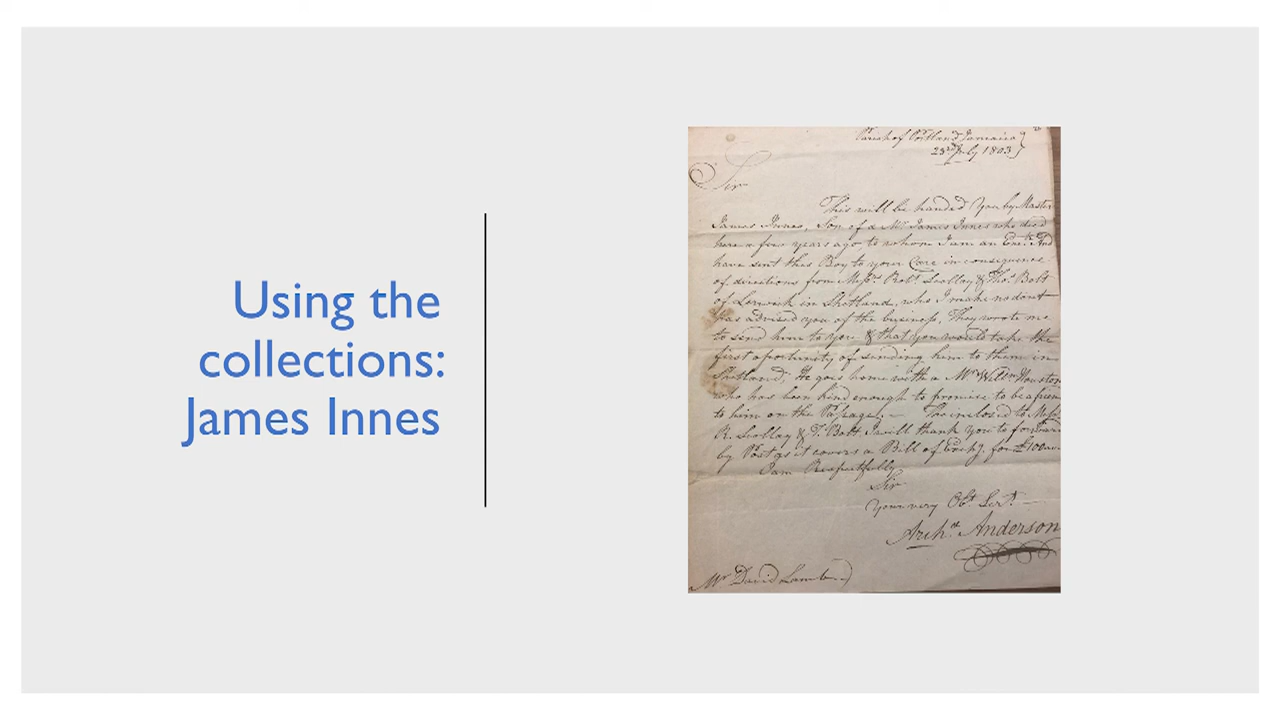 Using the
collections:
James Innes
Parish of Portland Jamaica
23rd July 1803
Sir
This will be handed You by Master
James Innes, Son of a Mr James Innes who died
here a few years ago, to whom I am an Exr. And
have sent this Boy to your Care in consequence
of directions from Messrs Robt. Scollay & Thos. Bolt
of Lerwick in Shetland, who I make no dout
has advised you of the business. They wrote me
to send him to you & that you would take the
first oportunity of sending him to them in
Shetland. He goes home with a Mr Houston
who has been kind enough to promise to be a frien
to him on the Passage, — The inclosed to Messrs
R. Scollay & T. Bolt I will thank you to forward
by Post as it covers a Bill of Exchg. for £100
I am Respectfully
Sir
Your very Obt. Sert.
Archd. Anderson
Mr David Lamb